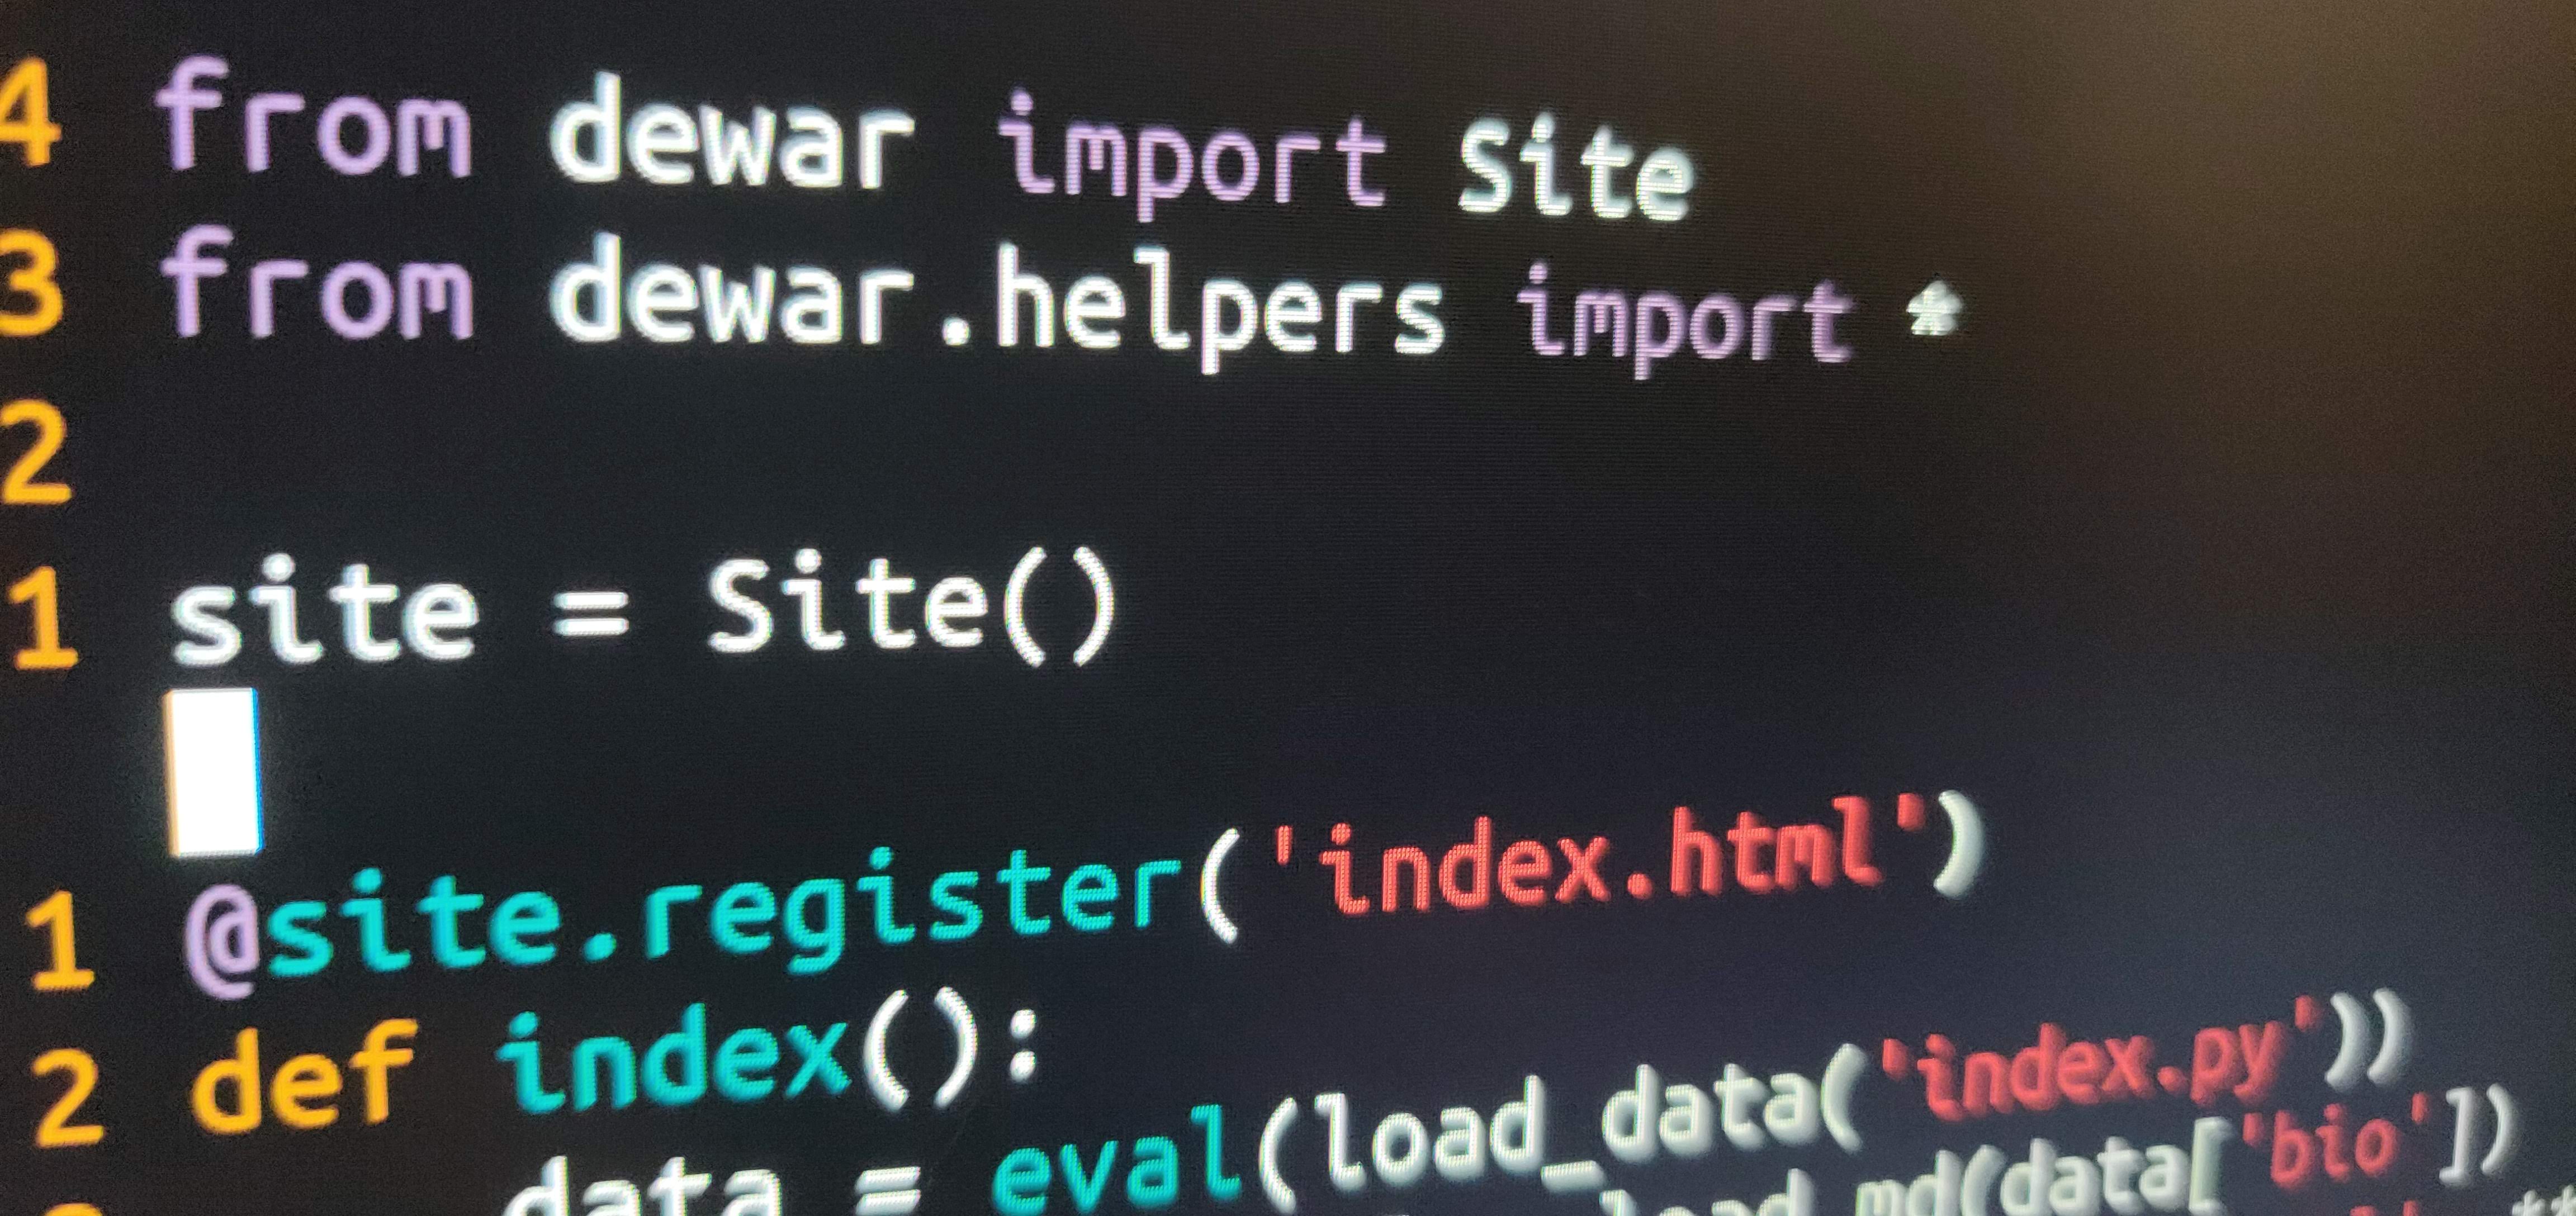 4 from dewar import Site
3 from dewar.helpers import *
2
1 site = Site()
1 @site.register('index.html')
2 def index():
data = eval(load_data('index.py'))
load_md(data['bio'])